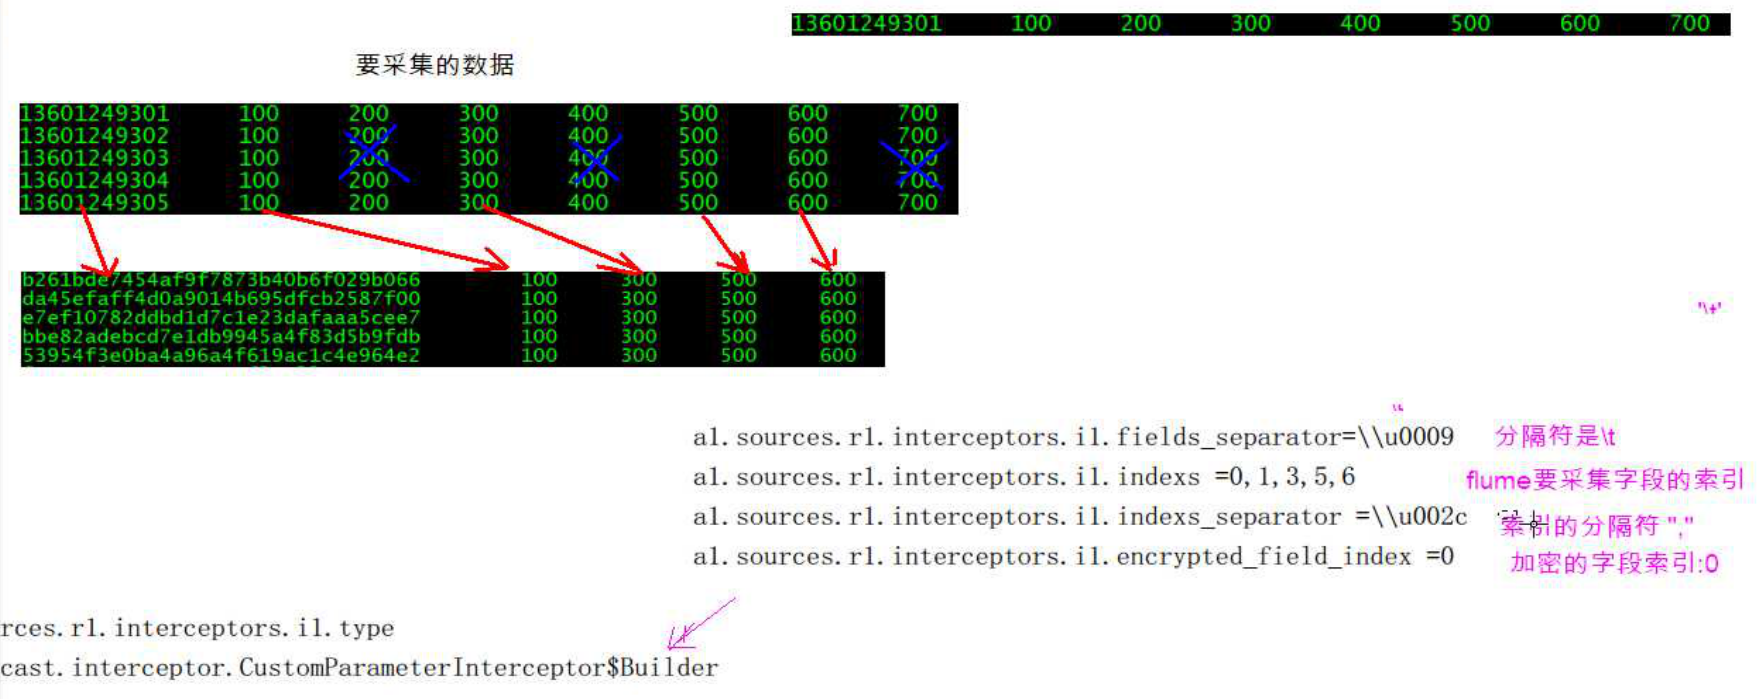 13601249301 100 200 300 400 500 600 700
要采集的数据
13601249301 100 200 300 400 500 600 700
13601249302 100 200 300 400 500 600 700
13601249303 100 200 300 400 500 600 700
13601249304 100 200 300 400 500 600 700
13601249305 100 200 300 400 500 600 700
b261bde7454af9f7873b40b6f029b066 100 300 500 600
da45efaff4d0a9014b695dfcb2587f00 100 300 500 600
e7ef10782ddbd1d7c1e23dafaaa5cee7 100 300 500 600
bbe82adebcd7e1db9945a4f83d5b9fdb 100 300 500 600
53954f3e0ba4a96a4f619ac1c4e964e2 100 300 500 600
a1.sources.r1.interceptors.i1.fields_separator=\\u0009 分隔符是\t
a1.sources.r1.interceptors.i1.indexs =0,1,3,5,6 flume要采集字段的索引
a1.sources.r1.interceptors.i1.indexs_separator =\\u002c 索引的分隔符 ","
a1.sources.r1.interceptors.i1.encrypted_field_index =0 加密的字段索引:0
rces.r1.interceptors.i1.type
cast.interceptor.CustomParameterInterceptor$Builder